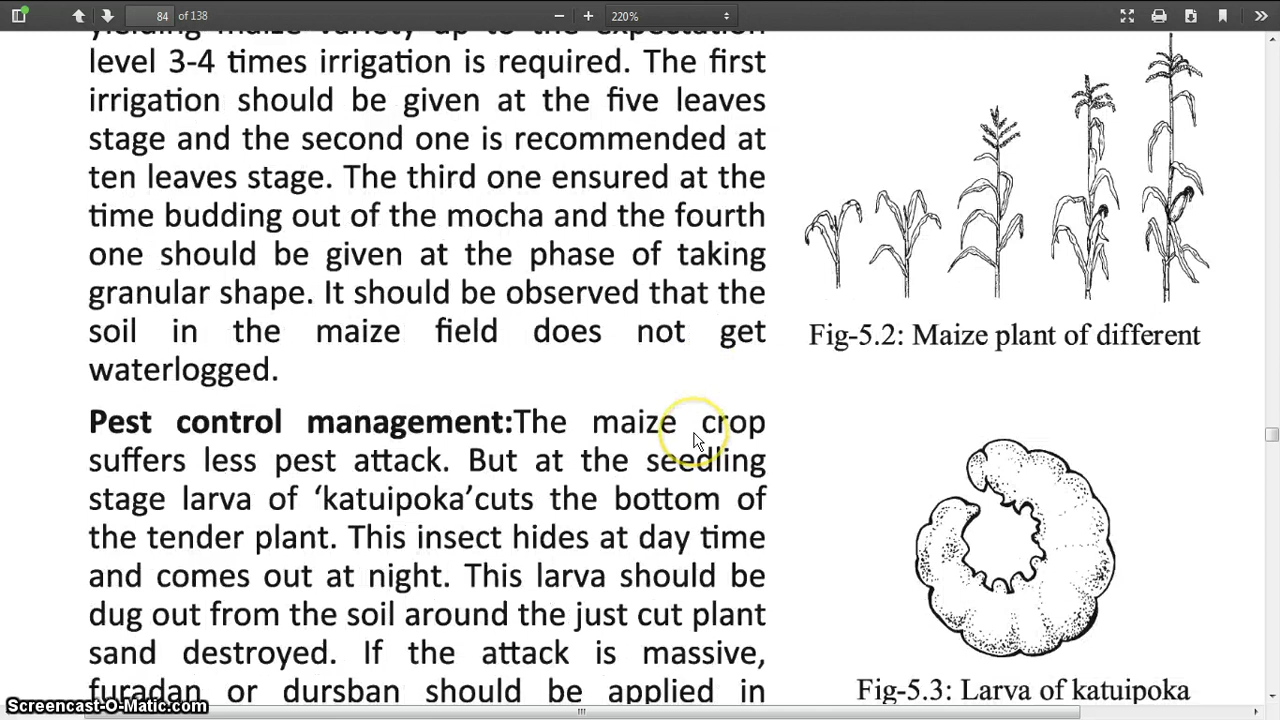 84 of 138
220%
yielding maize variety up to the expectation
level 3-4 times irrigation is required. The first
irrigation should be given at the five leaves
stage and the second one is recommended at
ten leaves stage. The third one ensured at the
time budding out of the mocha and the fourth
one should be given at the phase of taking
granular shape. It should be observed that the
soil in the maize field does not get
waterlogged.
Pest control management:The maize crop
suffers less pest attack. But at the seedling
stage larva of ‘katuipoka’cuts the bottom of
the tender plant. This insect hides at day time
and comes out at night. This larva should be
dug out from the soil around the just cut plant
sand destroyed. If the attack is massive,
furadan or dursban should be applied in
Fig-5.2: Maize plant of different
Fig-5.3: Larva of katuipoka
Screencast-O-Matic.com